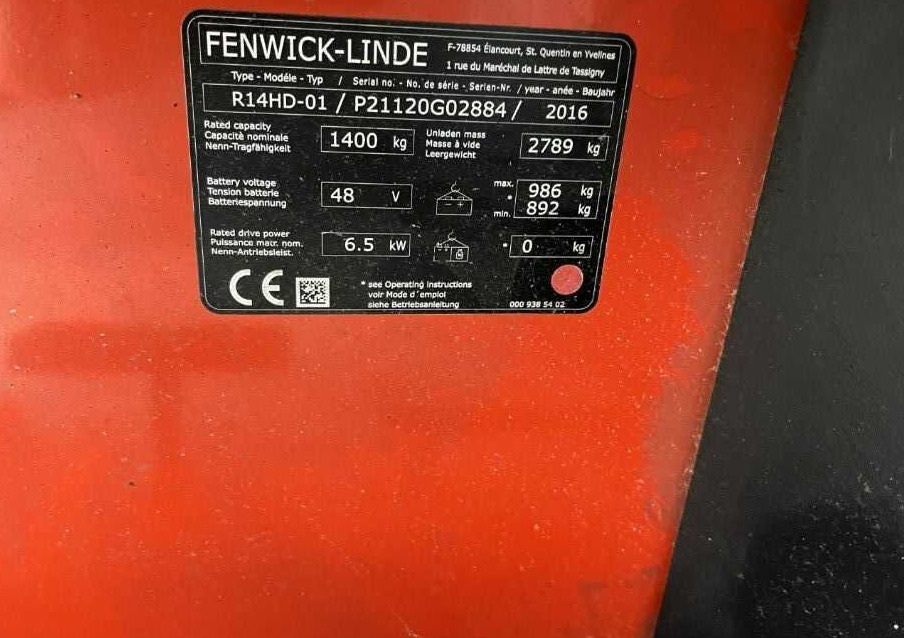 FENWICK-LINDE
F-78854 Élancourt, St. Quentin en Yvelines
1 rue du Maréchal de Lattre de Tassigny
Type - Modéle - Typ / Serial no. - No. de série - Serien-Nr. / year - anée - Baujahr
R14HD-01 / P21120G02884 / 2016
Rated capacity
Capacité nominale
Nenn-Tragfähigkeit
1400 kg
Unladen mass
Masse à vide
Leergewicht
2789 kg
Battery voltage
Tension batterie
Batteriespannung
48 V
- +
max. 986 kg
*
min. 892 kg
Rated drive power
Puissance macr. nom.
Nenn-Antriebsleist.
6.5 kW
* 0 kg
CE
* see Operating instructions
voir Mode d'emploi
siehe Betriebsanleitung
000 938 54 02